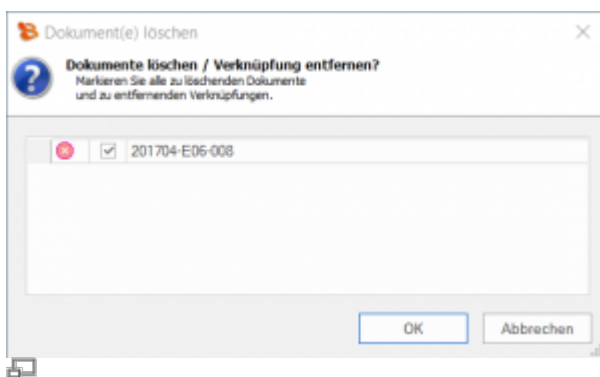 Dokument(e) löschen
Dokumente löschen / Verknüpfung entfernen?
Markieren Sie alle zu löschenden Dokumente
und zu entfernenden Verknüpfungen.
201704-E06-008
OK
Abbrechen